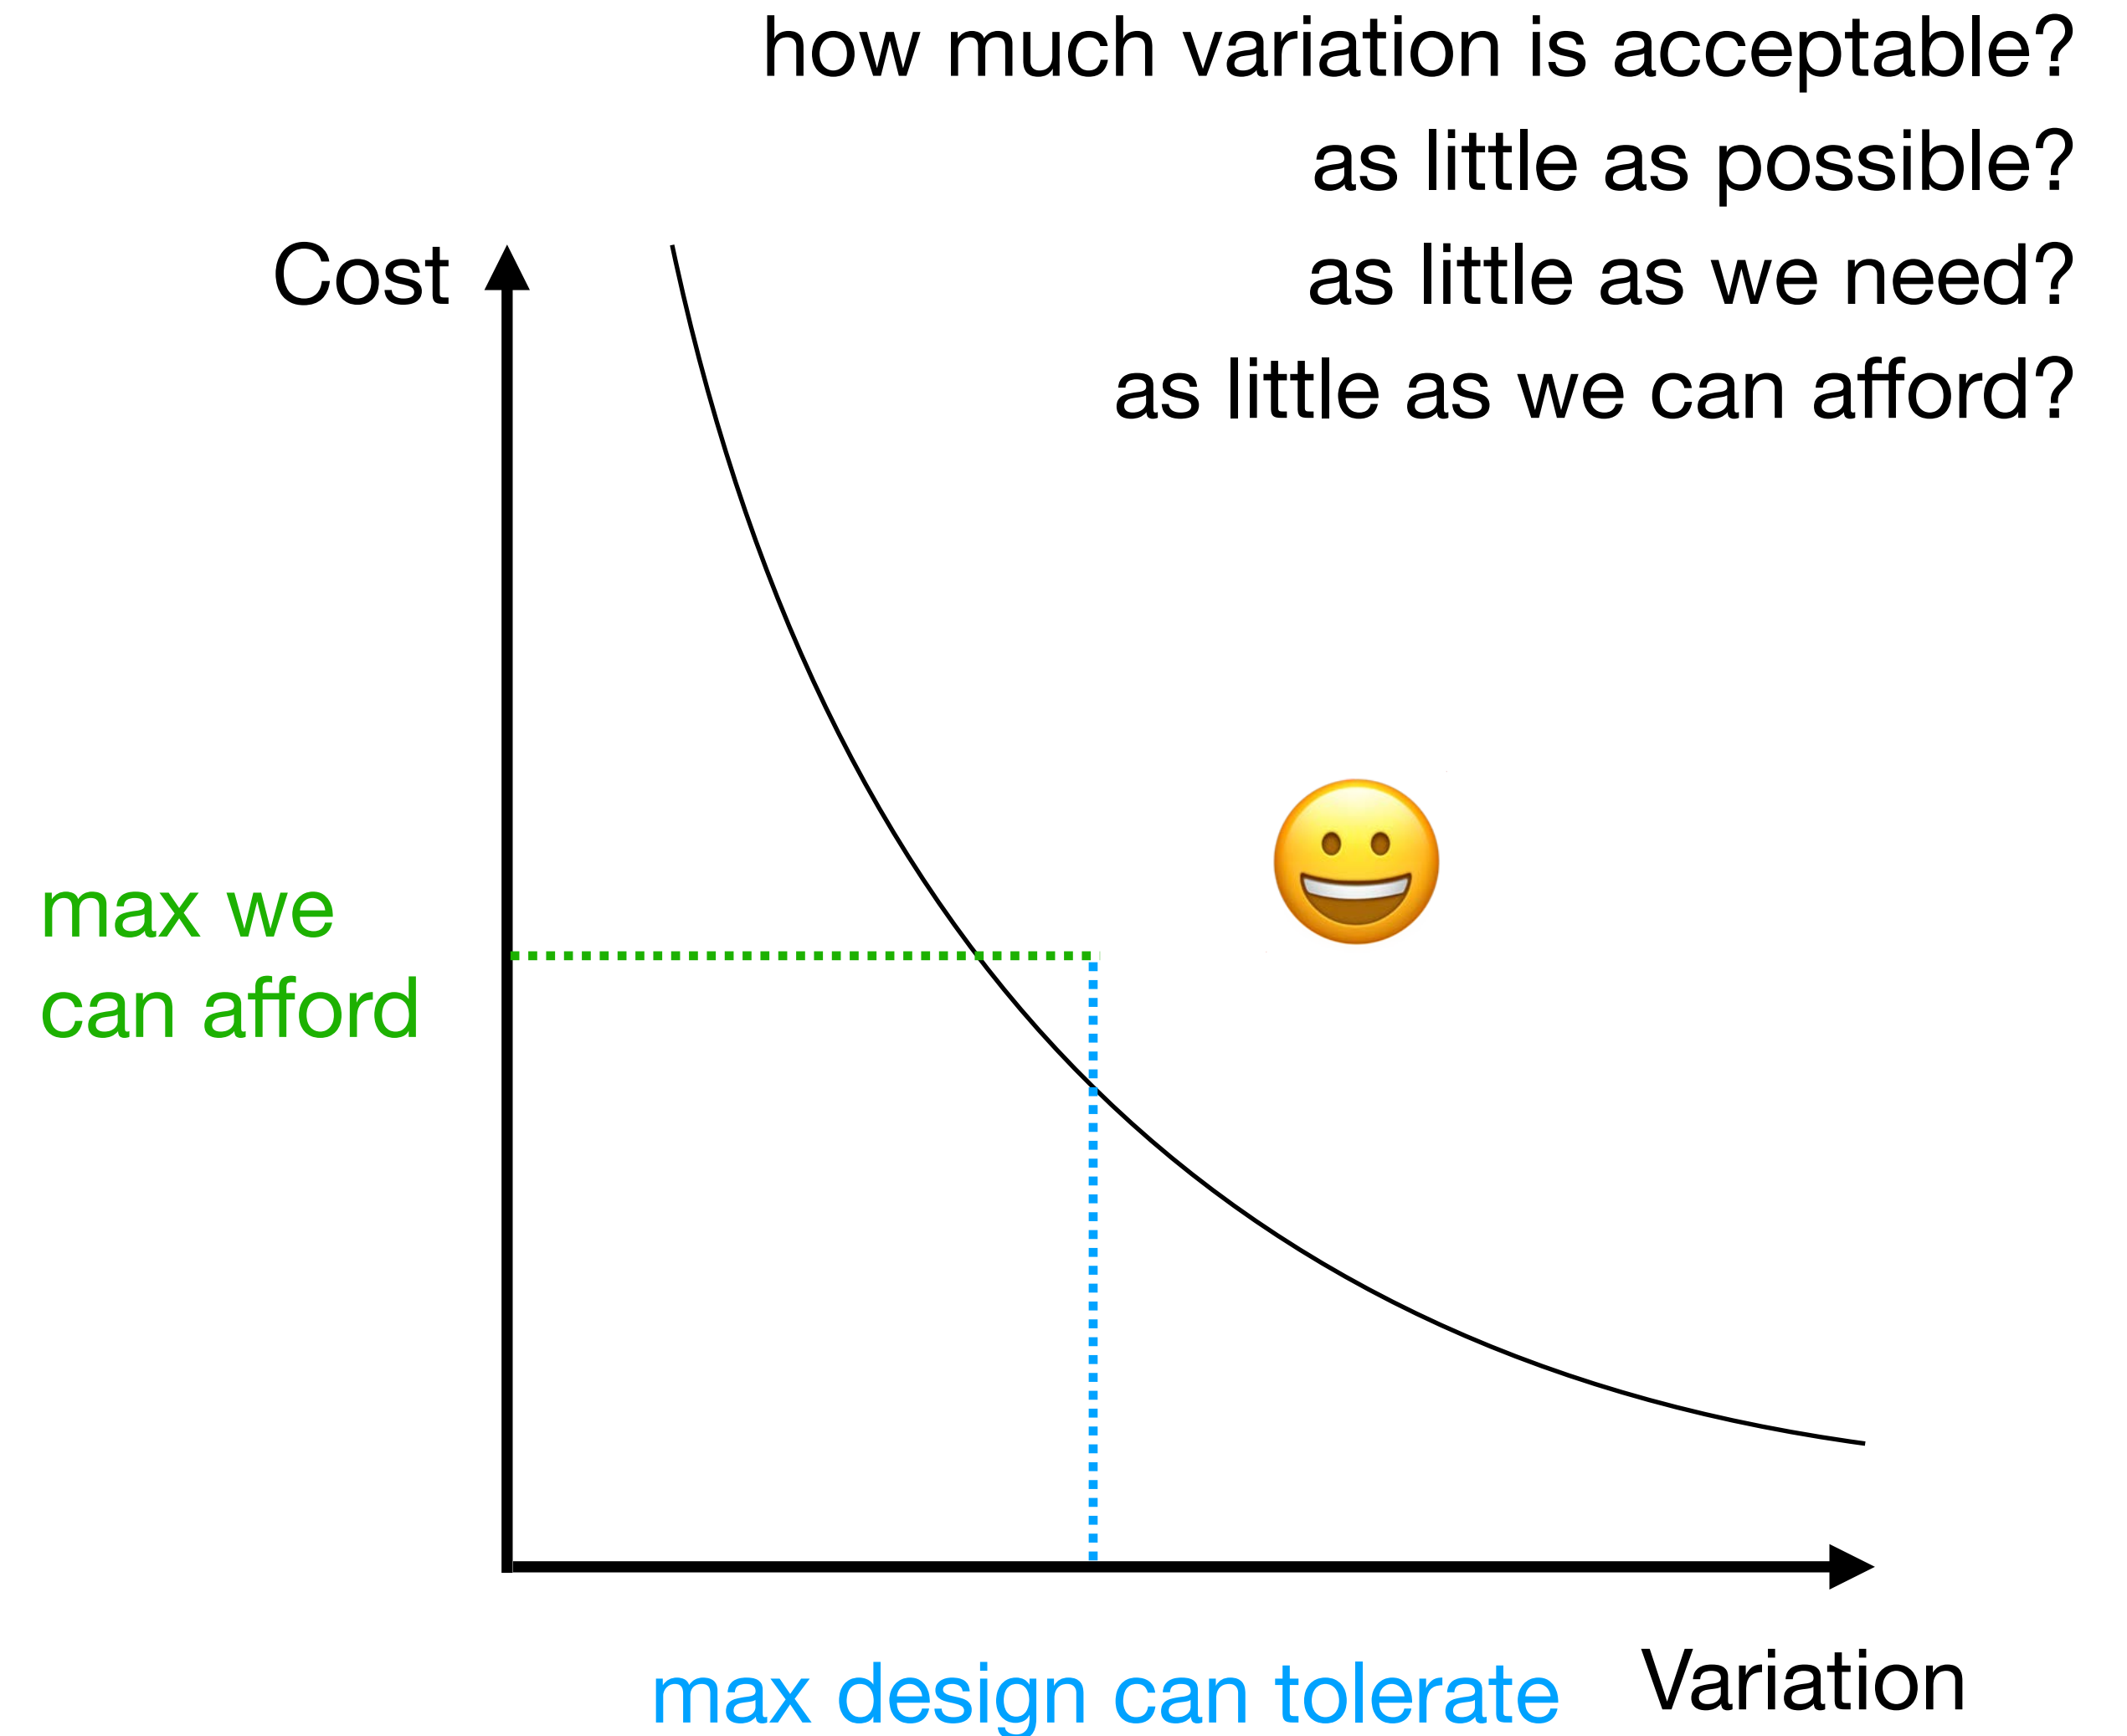 how much variation is acceptable?
as little as possible?
as little as we need?
as little as we can afford?
Cost
max we
can afford
max design can tolerate
Variation